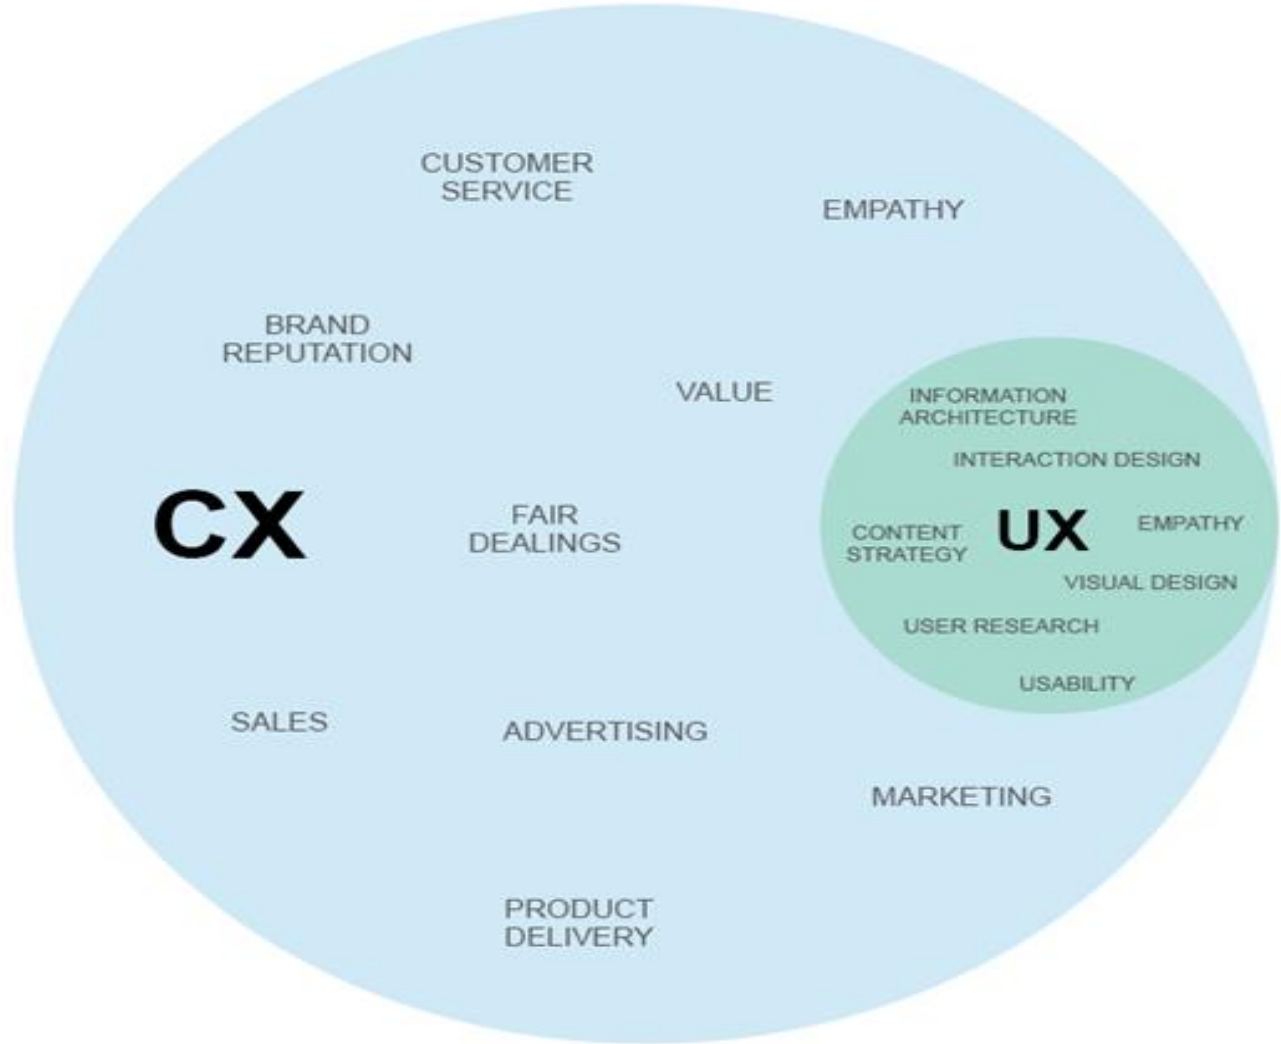 CUSTOMER
SERVICE
EMPATHY
BRAND
REPUTATION
VALUE
INFORMATION
ARCHITECTURE
INTERACTION DESIGN
CX
FAIR
DEALINGS
CONTENT
STRATEGY
UX
EMPATHY
VISUAL DESIGN
USER RESEARCH
USABILITY
SALES
ADVERTISING
MARKETING
PRODUCT
DELIVERY